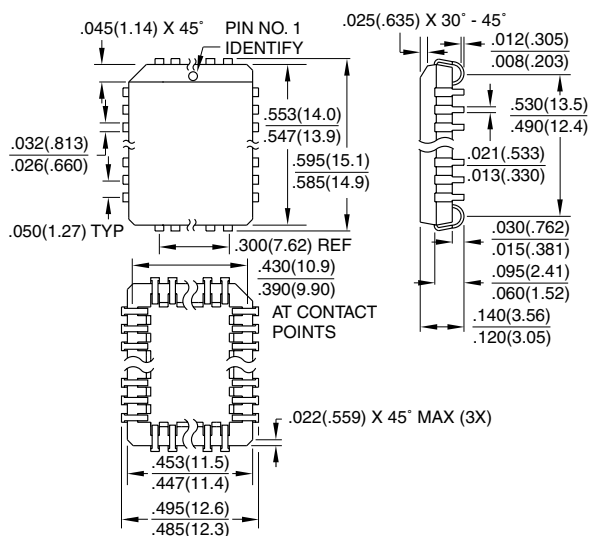 .045(1.14) X 45°
PIN NO. 1
IDENTIFY
.025(.635) X 30° - 45°
.012(.305)
.008(.203)
.553(14.0)
.547(13.9)
.595(15.1)
.585(14.9)
.032(.813)
.026(.660)
.530(13.5)
.490(12.4)
.021(.533)
.013(.330)
.050(1.27) TYP
.300(7.62) REF
.430(10.9)
.390(9.90)
AT CONTACT
POINTS
.030(.762)
.015(.381)
.095(2.41)
.060(1.52)
.140(3.56)
.120(3.05)
.022(.559) X 45° MAX (3X)
.453(11.5)
.447(11.4)
.495(12.6)
.485(12.3)